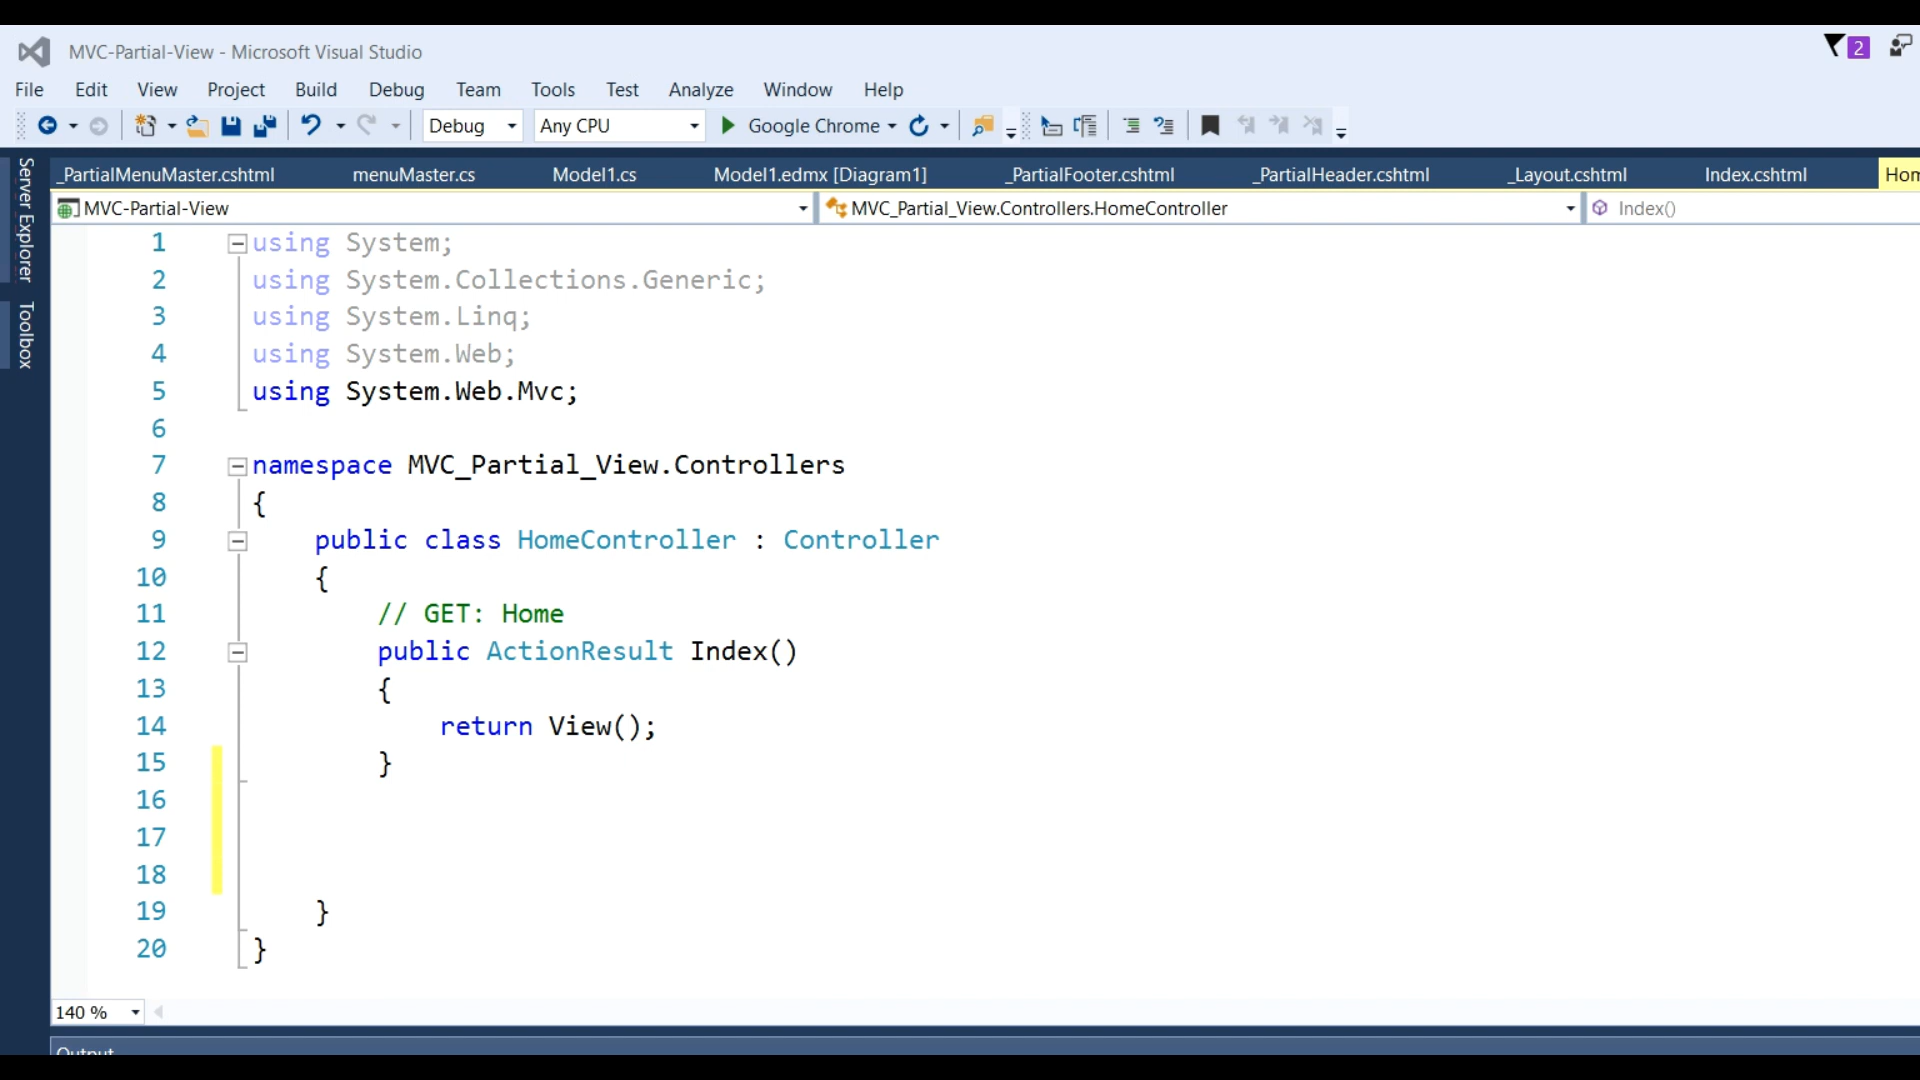 MVC-Partial-View - Microsoft Visual Studio
2
File Edit View Project Build Debug Team Tools Test Analyze Window Help
Debug Any CPU Google Chrome
Server Explorer
Toolbox
_PartialMenuMaster.cshtml menuMaster.cs Model1.cs Model1.edmx [Diagram1] _PartialFooter.cshtml _PartialHeader.cshtml _Layout.cshtml Index.cshtml Hom
MVC-Partial-View MVC_Partial_View.Controllers.HomeController Index()
1 using System;
2 using System.Collections.Generic;
3 using System.Linq;
4 using System.Web;
5 using System.Web.Mvc;
6
7 namespace MVC_Partial_View.Controllers
8 {
9 public class HomeController : Controller
10 {
11 // GET: Home
12 public ActionResult Index()
13 {
14 return View();
15 }
16
17
18
19 }
20 }
140 %
Output